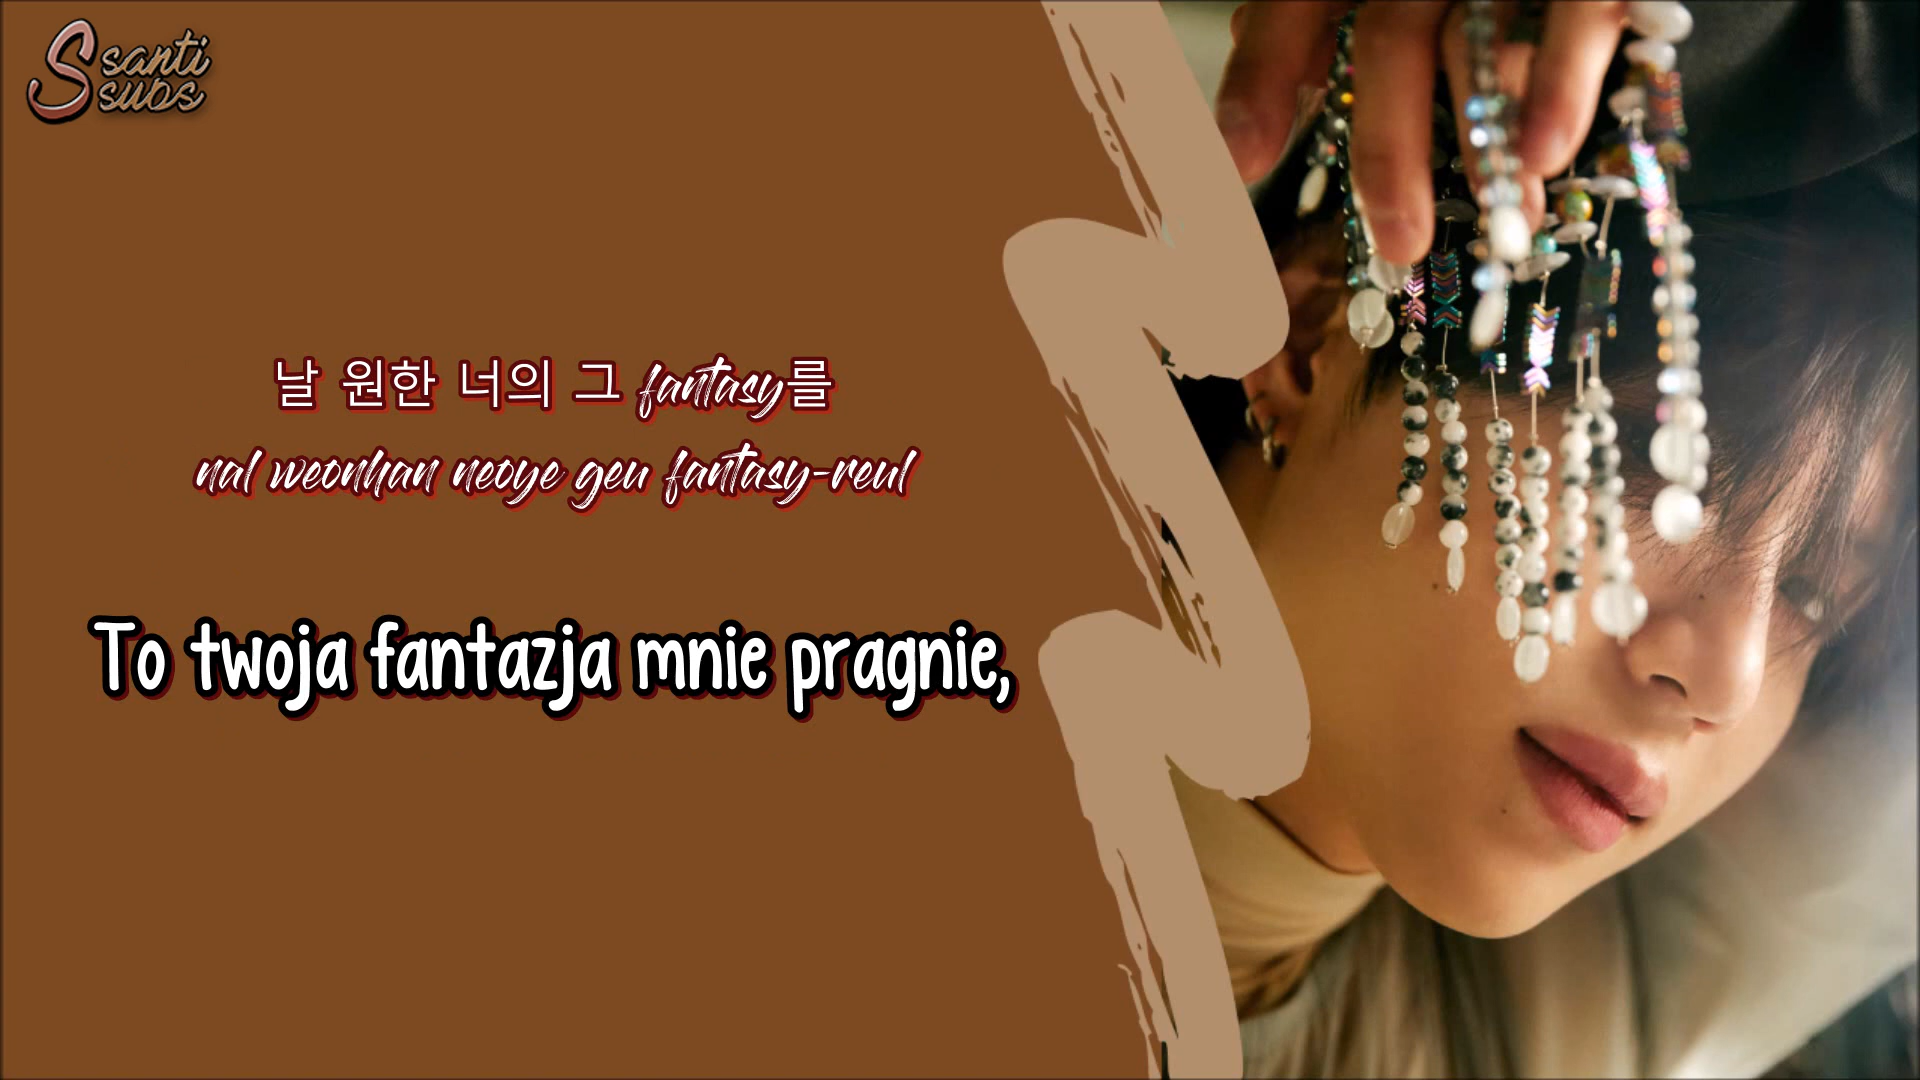 Ssanti
subs
날 원한 너의 그 fantasy를
nal weonhan neoye geu fantasy-reul
To twoja fantazja mnie pragnie,